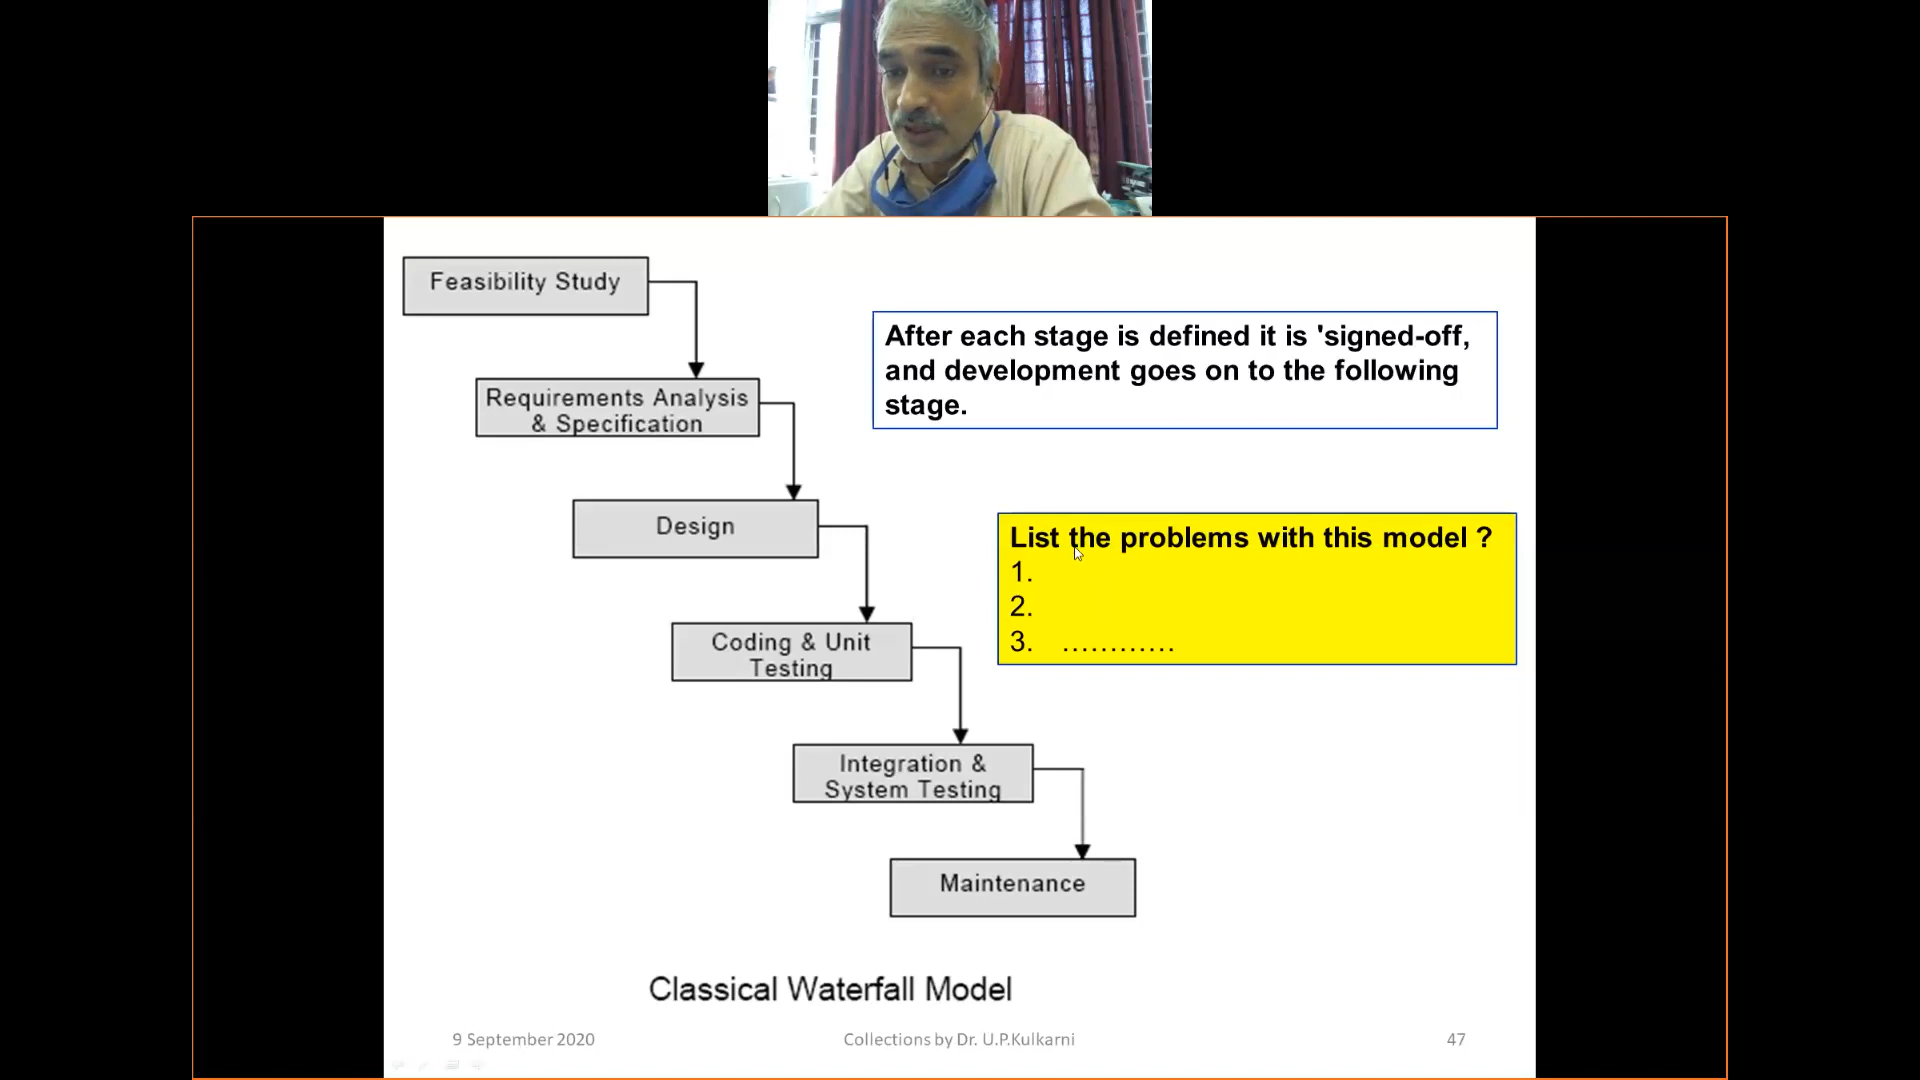 Feasibility Study
After each stage is defined it is 'signed-off,
and development goes on to the following
stage.
Requirements Analysis
& Specification
Design
List the problems with this model ?
1.
2.
3. ............
Coding & Unit
Testing
Integration &
System Testing
Maintenance
Classical Waterfall Model
9 September 2020
Collections by Dr. U.P.Kulkarni
47